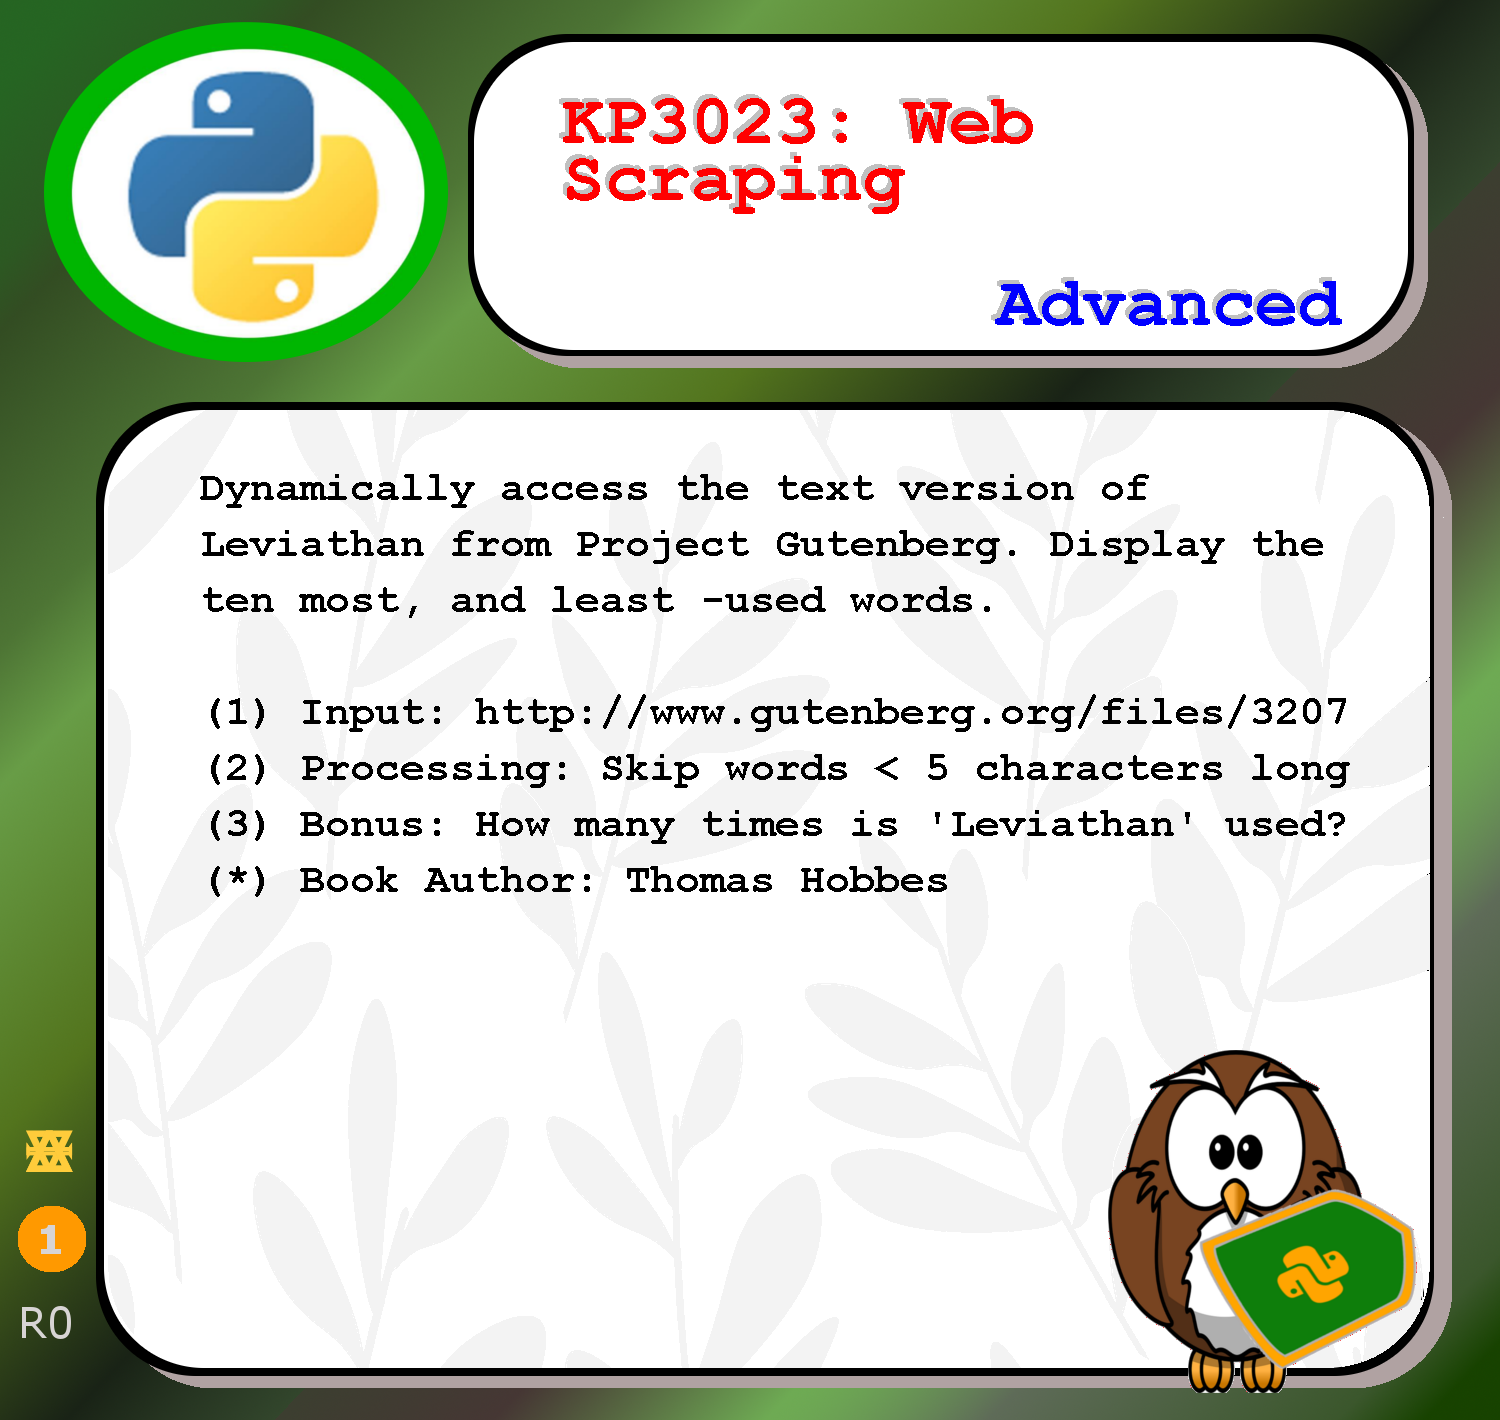 KP3023: Web
Scraping
Advanced
Dynamically access the text version of
Leviathan from Project Gutenberg. Display the
ten most, and least -used words.
(1) Input: http://www.gutenberg.org/files/3207
(2) Processing: Skip words < 5 characters long
(3) Bonus: How many times is 'Leviathan' used?
(*) Book Author: Thomas Hobbes
1
R0